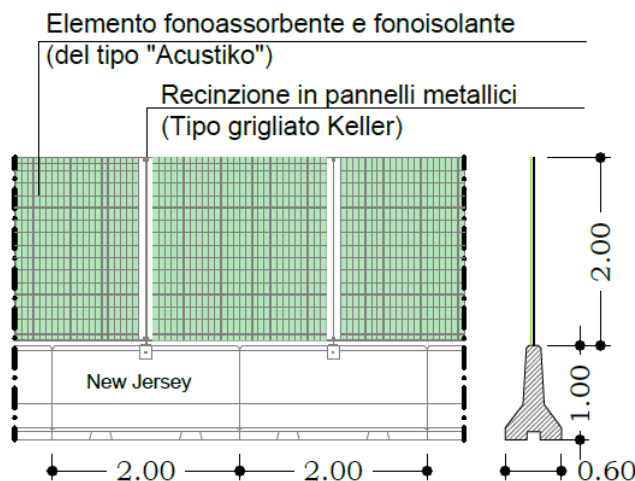 Elemento fonoassorbente e fonoisolante
(del tipo "Acustiko")
Recinzione in pannelli metallici
(Tipo grigliato Keller)
2.00
New Jersey
1.00
2.00
2.00
0.60